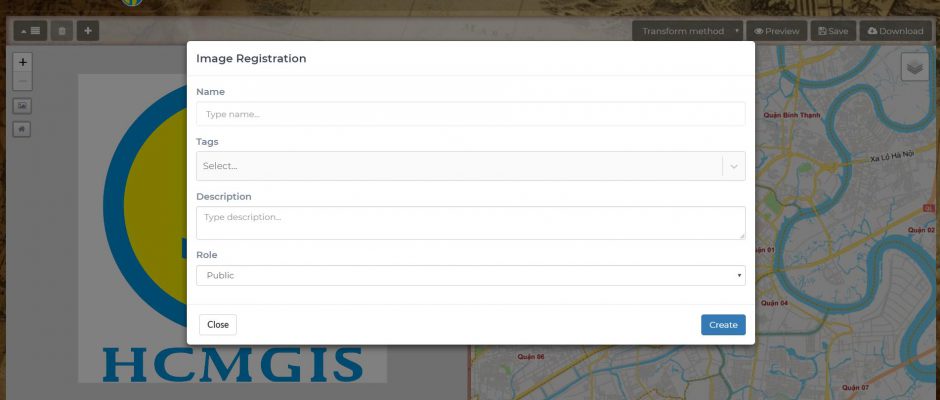 Transform method
Preview
Save
Download
Image Registration
Name
Type name...
Tags
Select...
Description
Type description...
Role
Public
Close
Create
HCMGIS
Quận Bình Thạnh
Xa Lộ Hà Nội
Quận 02
Quận 01
Quận 04
Quận 06
Quận 07